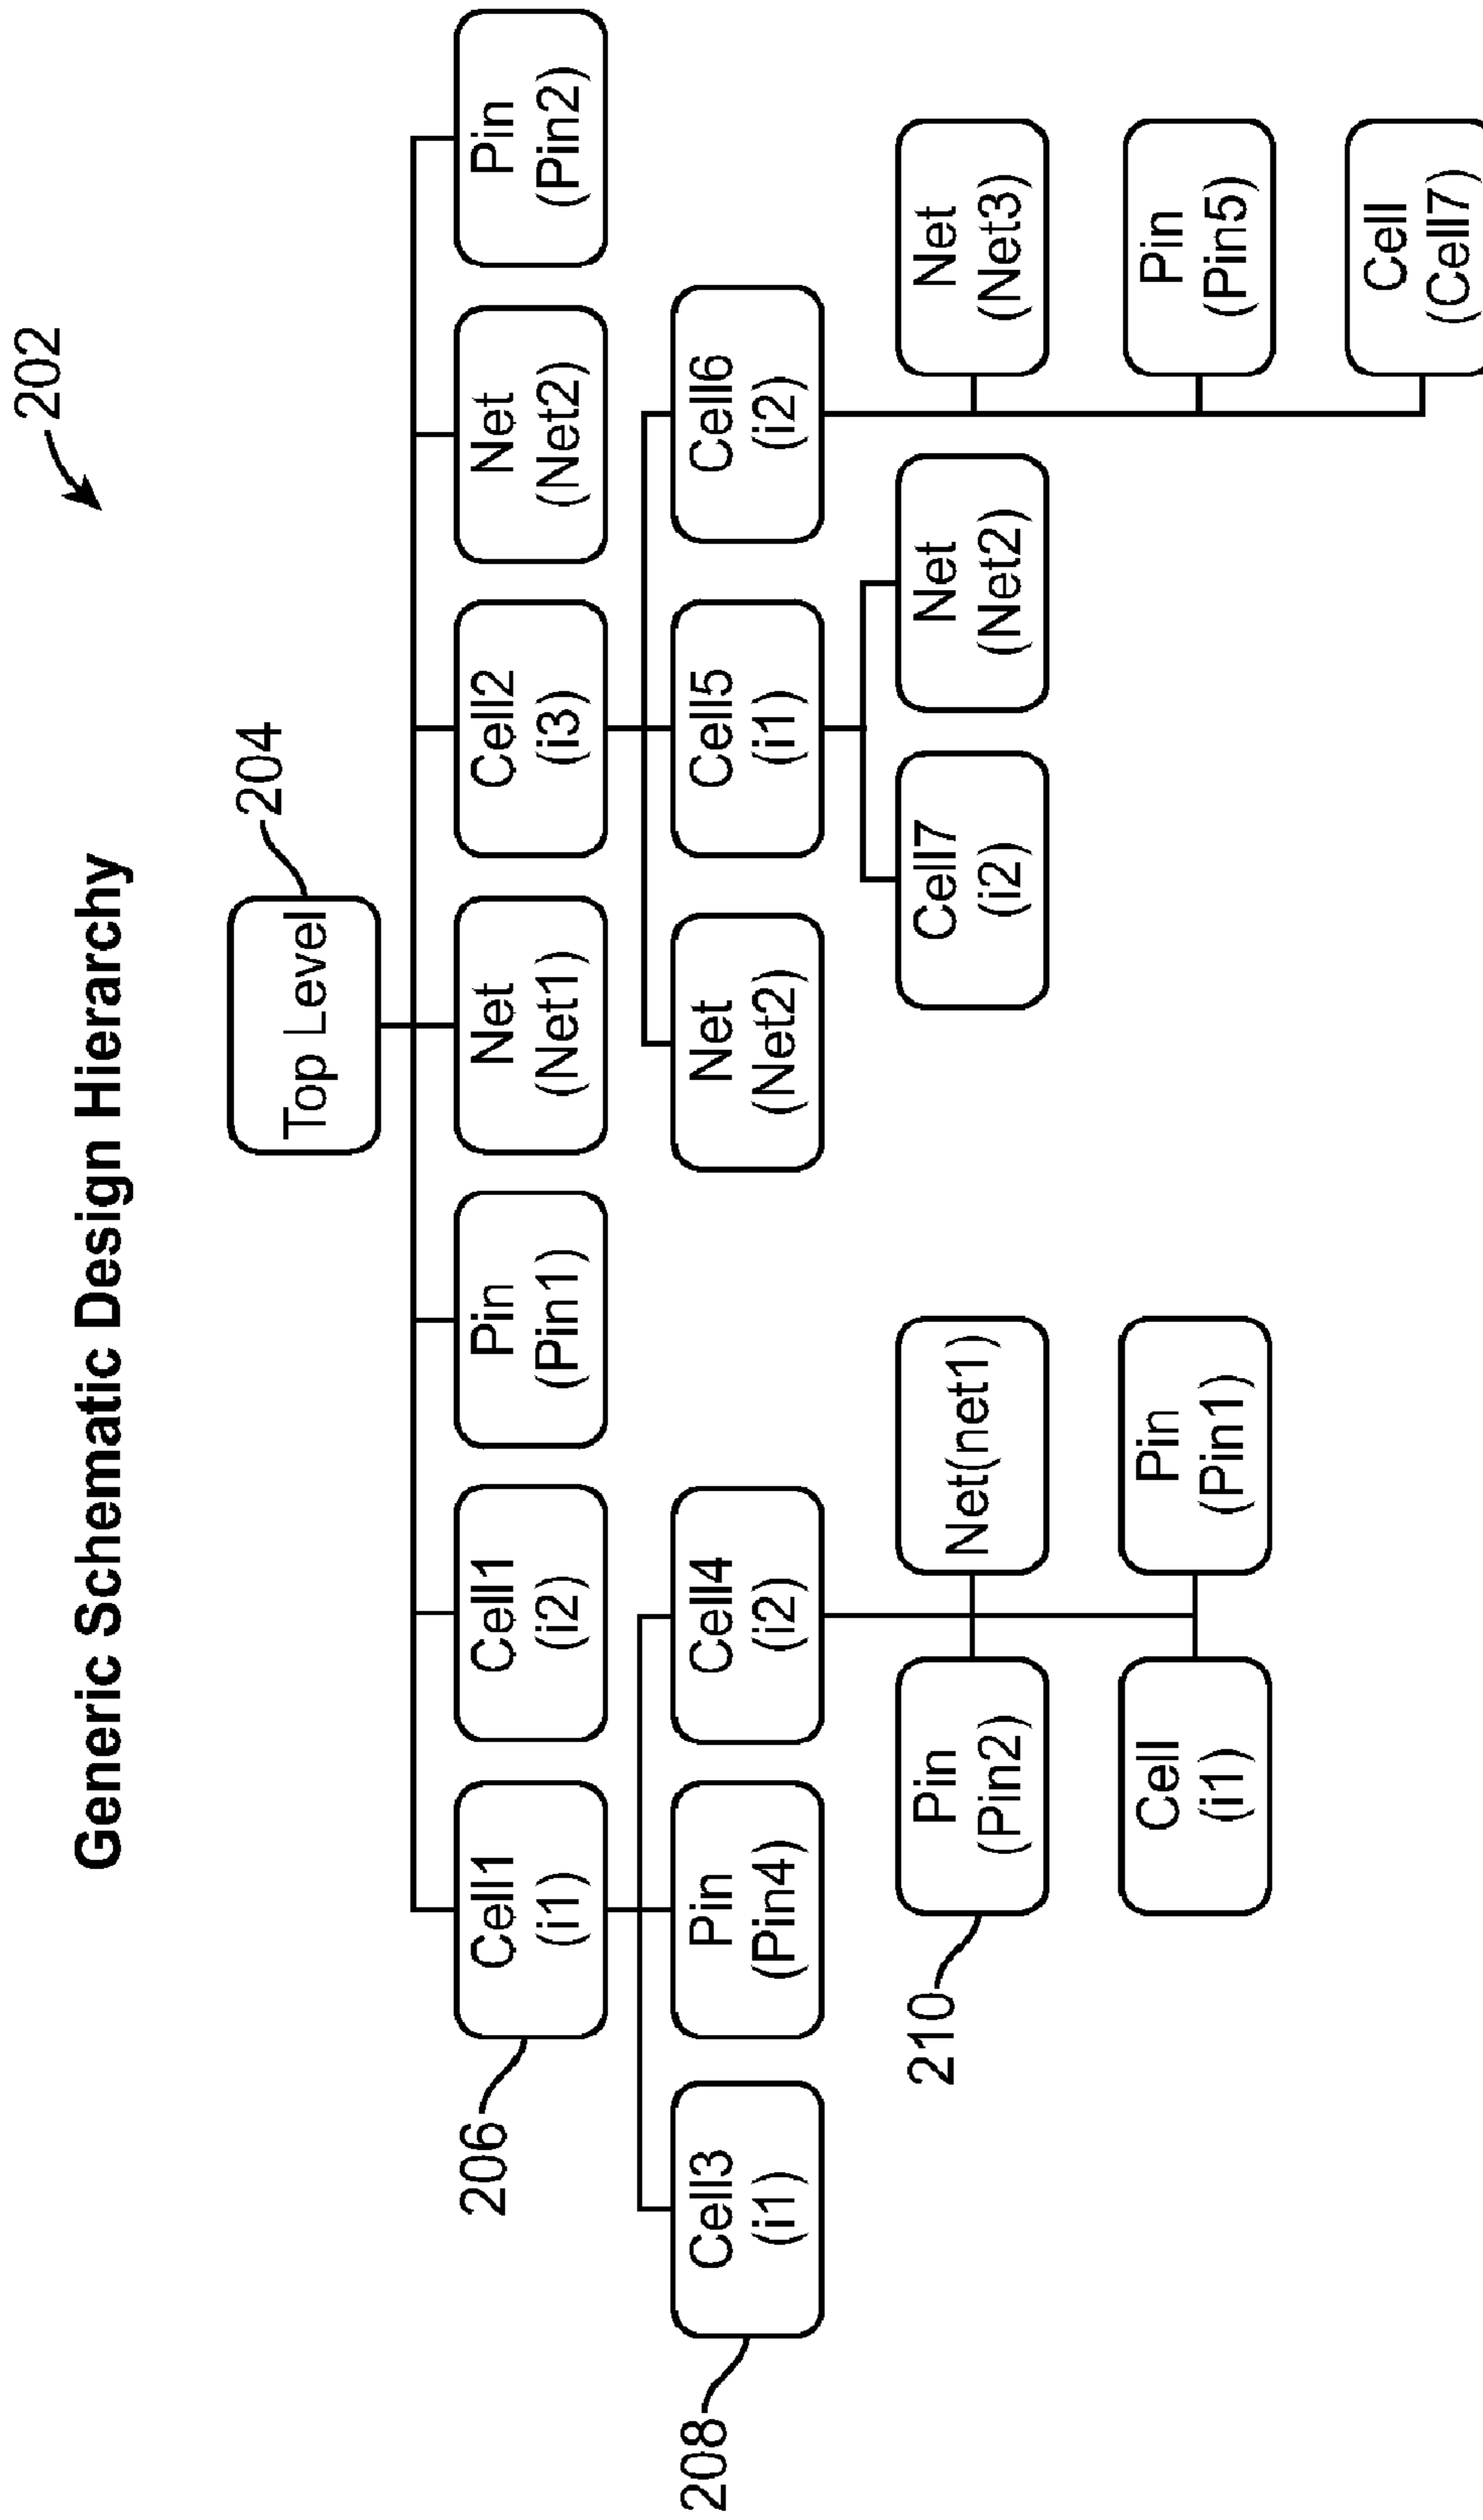 Generic Schematic Design Hierarchy
202
Top Level
204
206
Cell1
(i1)
Cell1
(i2)
Pin
(Pin1)
Net
(Net1)
Cell2
(i3)
Net
(Net2)
Pin
(Pin2)
208
Cell3
(i1)
Pin
(Pin4)
Cell4
(i2)
Net
(Net2)
Cell5
(i1)
Cell6
(i2)
210
Pin
(Pin2)
Net(net1)
Cell7
(i2)
Net
(Net2)
Net
(Net3)
Cell
(i1)
Pin
(Pin1)
Pin
(Pin5)
Cell
(Cell7)